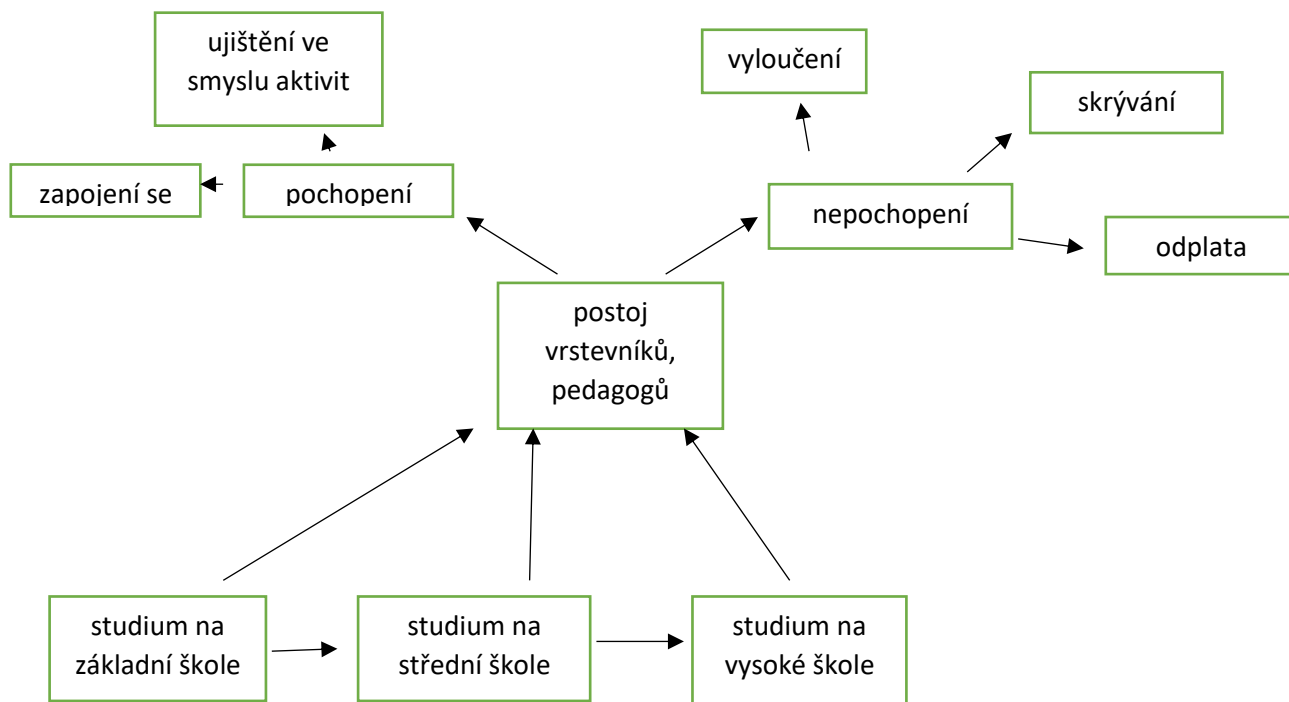 ujištění ve
smyslu aktivit
vyloučení
skrývání
zapojení se
pochopení
nepochopení
odplata
postoj
vrstevníků,
pedagogů
studium na
základní škole
studium na
střední škole
studium na
vysoké škole